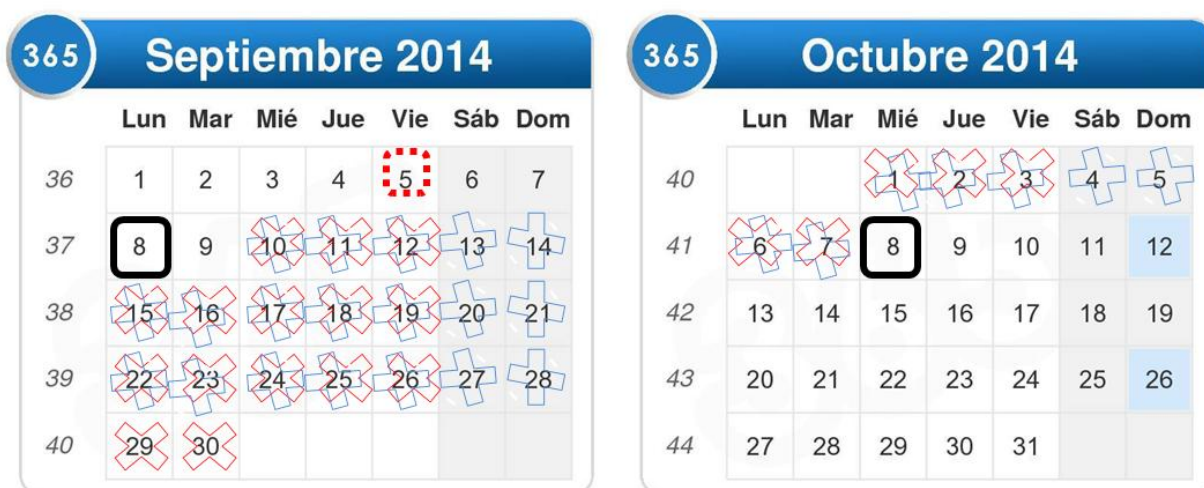 365 Septiembre 2014
Lun Mar Mié Jue Vie Sáb Dom
36 1 2 3 4 5 6 7
37 8 9 10 11 12 13 14
38 15 16 17 18 19 20 21
39 22 23 24 25 26 27 28
40 29 30
365 Octubre 2014
Lun Mar Mié Jue Vie Sáb Dom
40 1 2 3 4 5
41 6 7 8 9 10 11 12
42 13 14 15 16 17 18 19
43 20 21 22 23 24 25 26
44 27 28 29 30 31